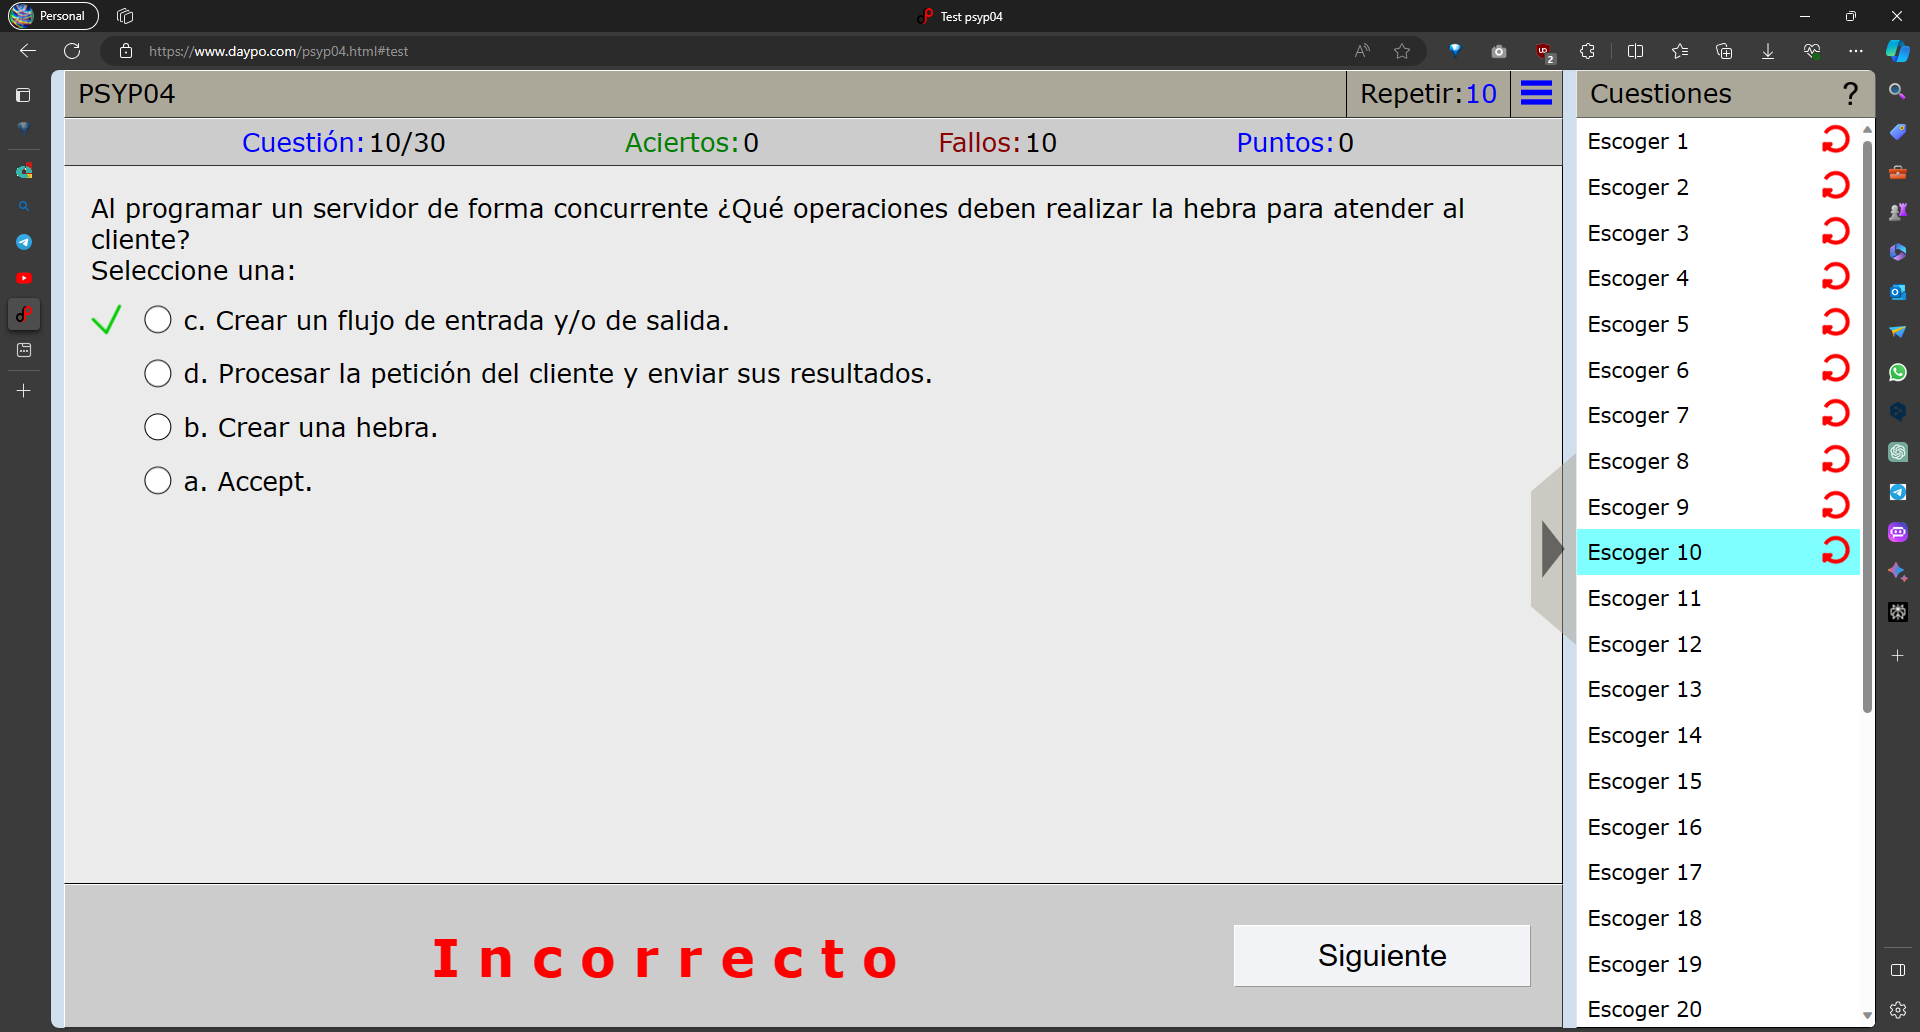 Personal
Test psyp04
https://www.daypo.com/psyp04.html#test
2
PSYP04
Repetir:10
Cuestiones
?
Cuestión:10/30
Aciertos:0
Fallos:10
Puntos:0
Al programar un servidor de forma concurrente ¿Qué operaciones deben realizar la hebra para atender al
cliente?
Seleccione una:
c. Crear un flujo de entrada y/o de salida.
d. Procesar la petición del cliente y enviar sus resultados.
b. Crear una hebra.
a. Accept.
Incorrecto
Siguiente
Escoger 1
Escoger 2
Escoger 3
Escoger 4
Escoger 5
Escoger 6
Escoger 7
Escoger 8
Escoger 9
Escoger 10
Escoger 11
Escoger 12
Escoger 13
Escoger 14
Escoger 15
Escoger 16
Escoger 17
Escoger 18
Escoger 19
Escoger 20